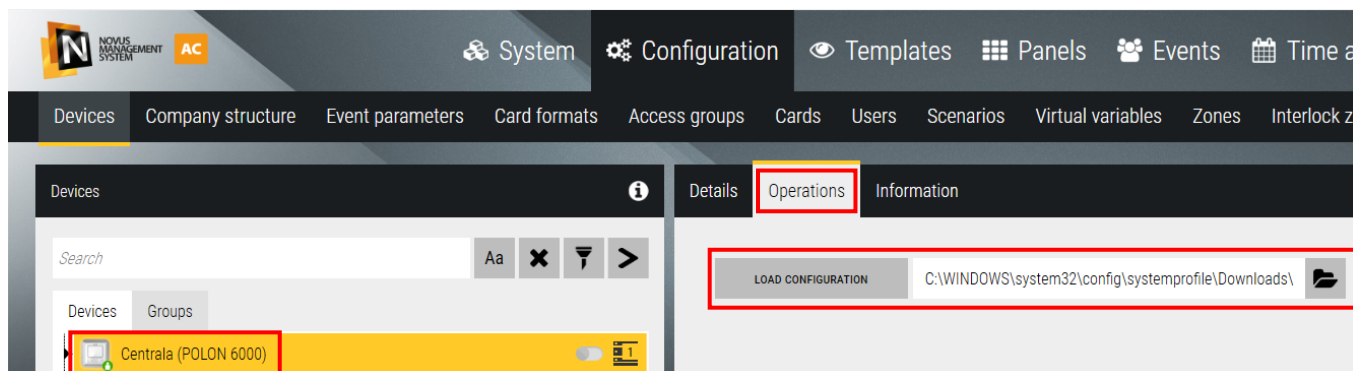 NOVUS
MANAGEMENT
SYSTEM
AC
System
Configuration
Templates
Panels
Events
Time a
Devices
Company structure
Event parameters
Card formats
Access groups
Cards
Users
Scenarios
Virtual variables
Zones
Interlock z
Devices
Details
Operations
Information
Search
Aa
LOAD CONFIGURATION
C:\WINDOWS\system32\config\systemprofile\Downloads\
Devices
Groups
Centrala (POLON 6000)
1